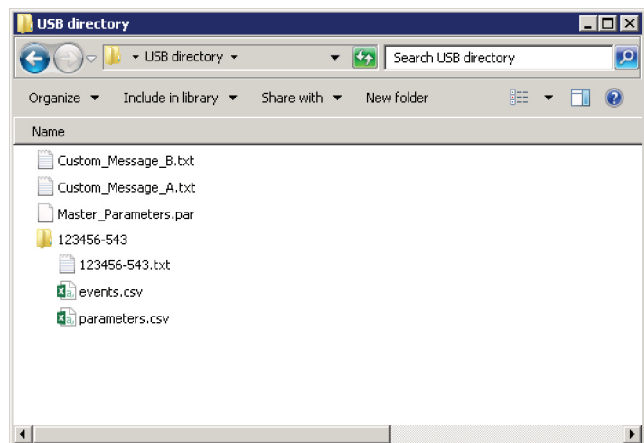 USB directory
USB directory Search USB directory
Organize Include in library Share with New folder
Name
Custom_Message_B.txt
Custom_Message_A.txt
Master_Parameters.par
123456-543
123456-543.txt
events.csv
parameters.csv